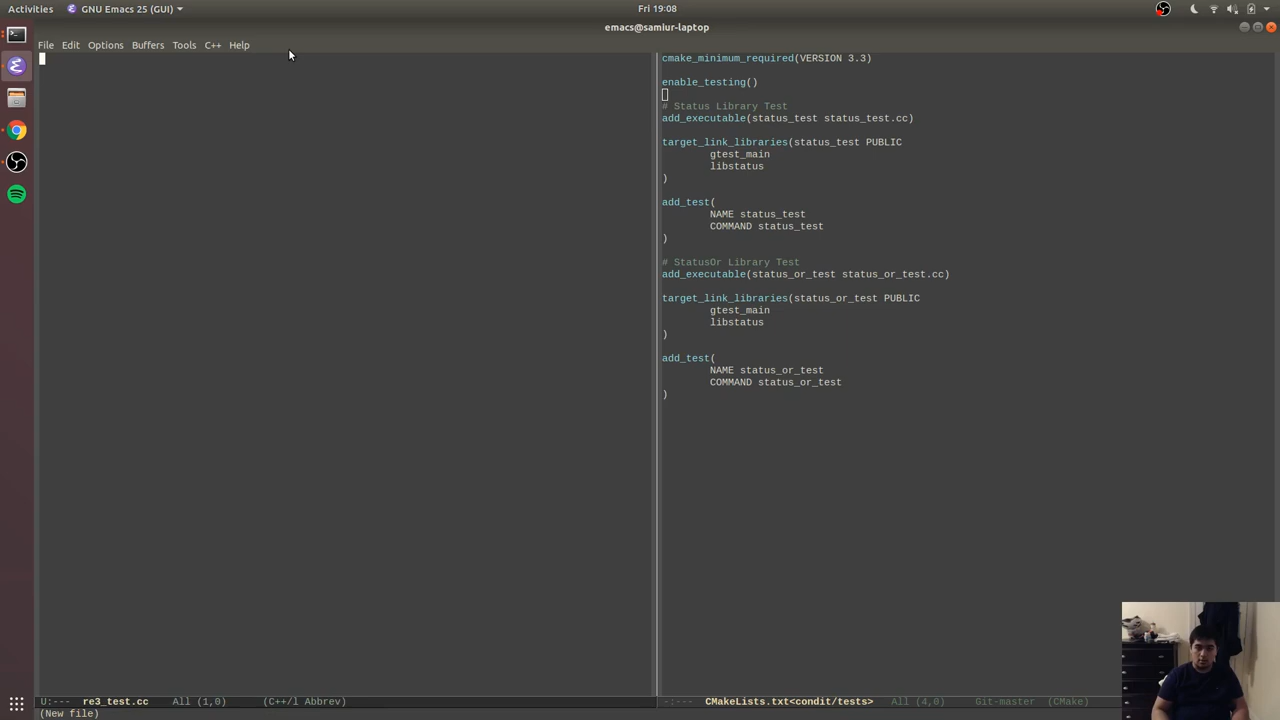 Activities
GNU Emacs 25 (GUI)
Fri 19:08
emacs@samiur-laptop
File Edit Options Buffers Tools C++ Help
cmake_minimum_required(VERSION 3.3)
enable_testing()
# Status Library Test
add_executable(status_test status_test.cc)
target_link_libraries(status_test PUBLIC
gtest_main
libstatus
)
add_test(
NAME status_test
COMMAND status_test
)
# StatusOr Library Test
add_executable(status_or_test status_or_test.cc)
target_link_libraries(status_or_test PUBLIC
gtest_main
libstatus
)
add_test(
NAME status_or_test
COMMAND status_or_test
)
U:--- re3_test.cc All (1,0) (C++/l Abbrev)
-:--- CMakeLists.txt<condit/tests> All (4,0) Git-master (CMake)
(New file)